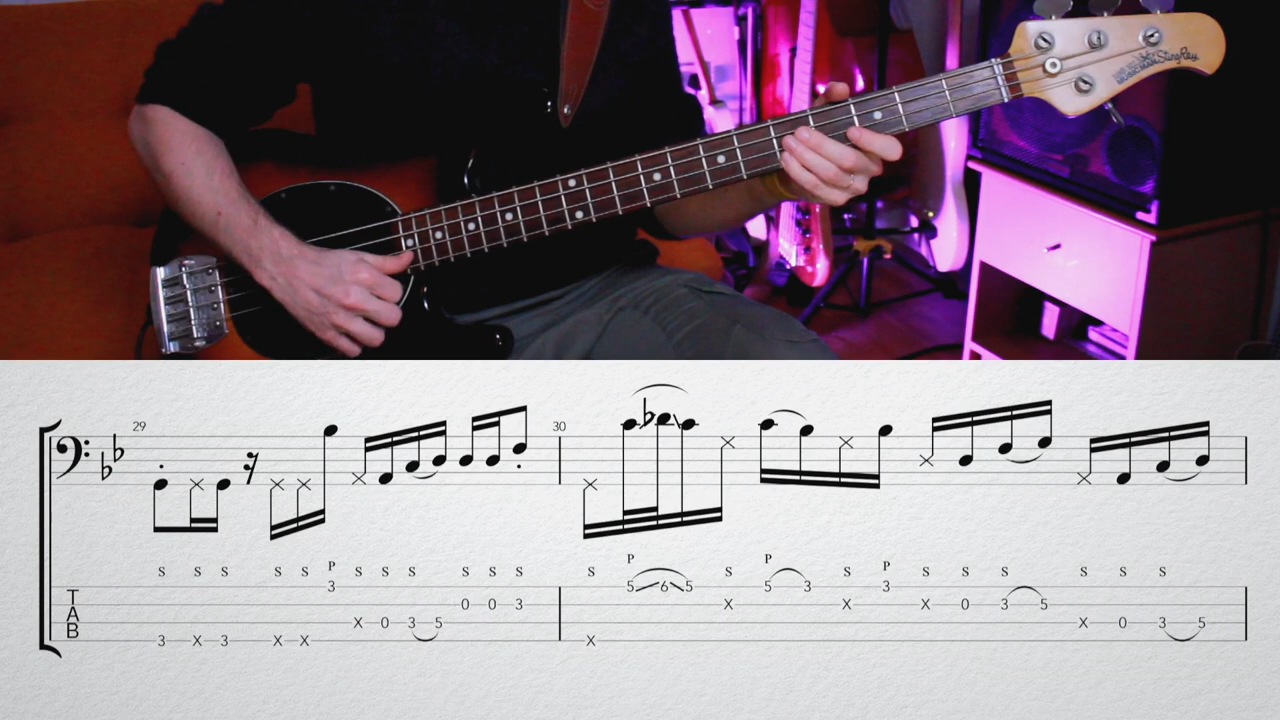 MUSICMAN StingRay
29 30
P P P P
S S S S S S S S S S S S S S S S S S S
3 5 6 5 5 3 3
T 0 0 3 X X X 0 3 5
A X 0 3 5 X 0 3 5
B 3 X 3 X X X